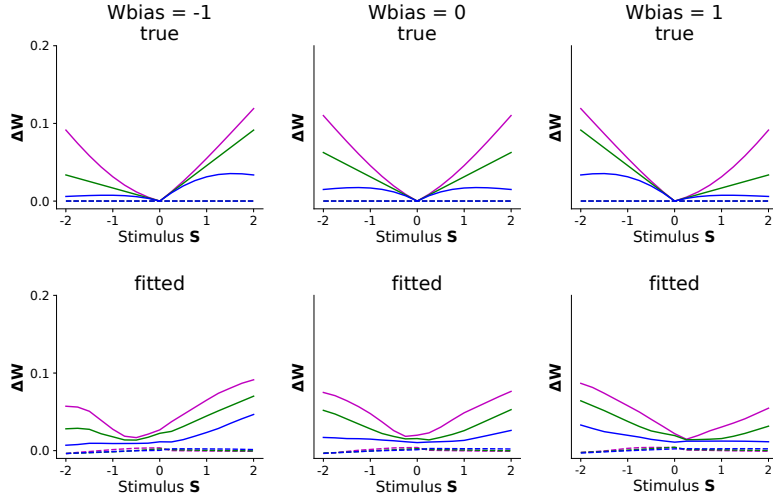 Wbias = -1
true
Wbias = 0
true
Wbias = 1
true
0.2
0.1
0.0
ΔW
ΔW
ΔW
-2 -1 0 1 2
-2 -1 0 1 2
-2 -1 0 1 2
Stimulus S
Stimulus S
Stimulus S
fitted
fitted
fitted
0.2
0.1
0.0
ΔW
ΔW
ΔW
-2 -1 0 1 2
-2 -1 0 1 2
-2 -1 0 1 2
Stimulus S
Stimulus S
Stimulus S